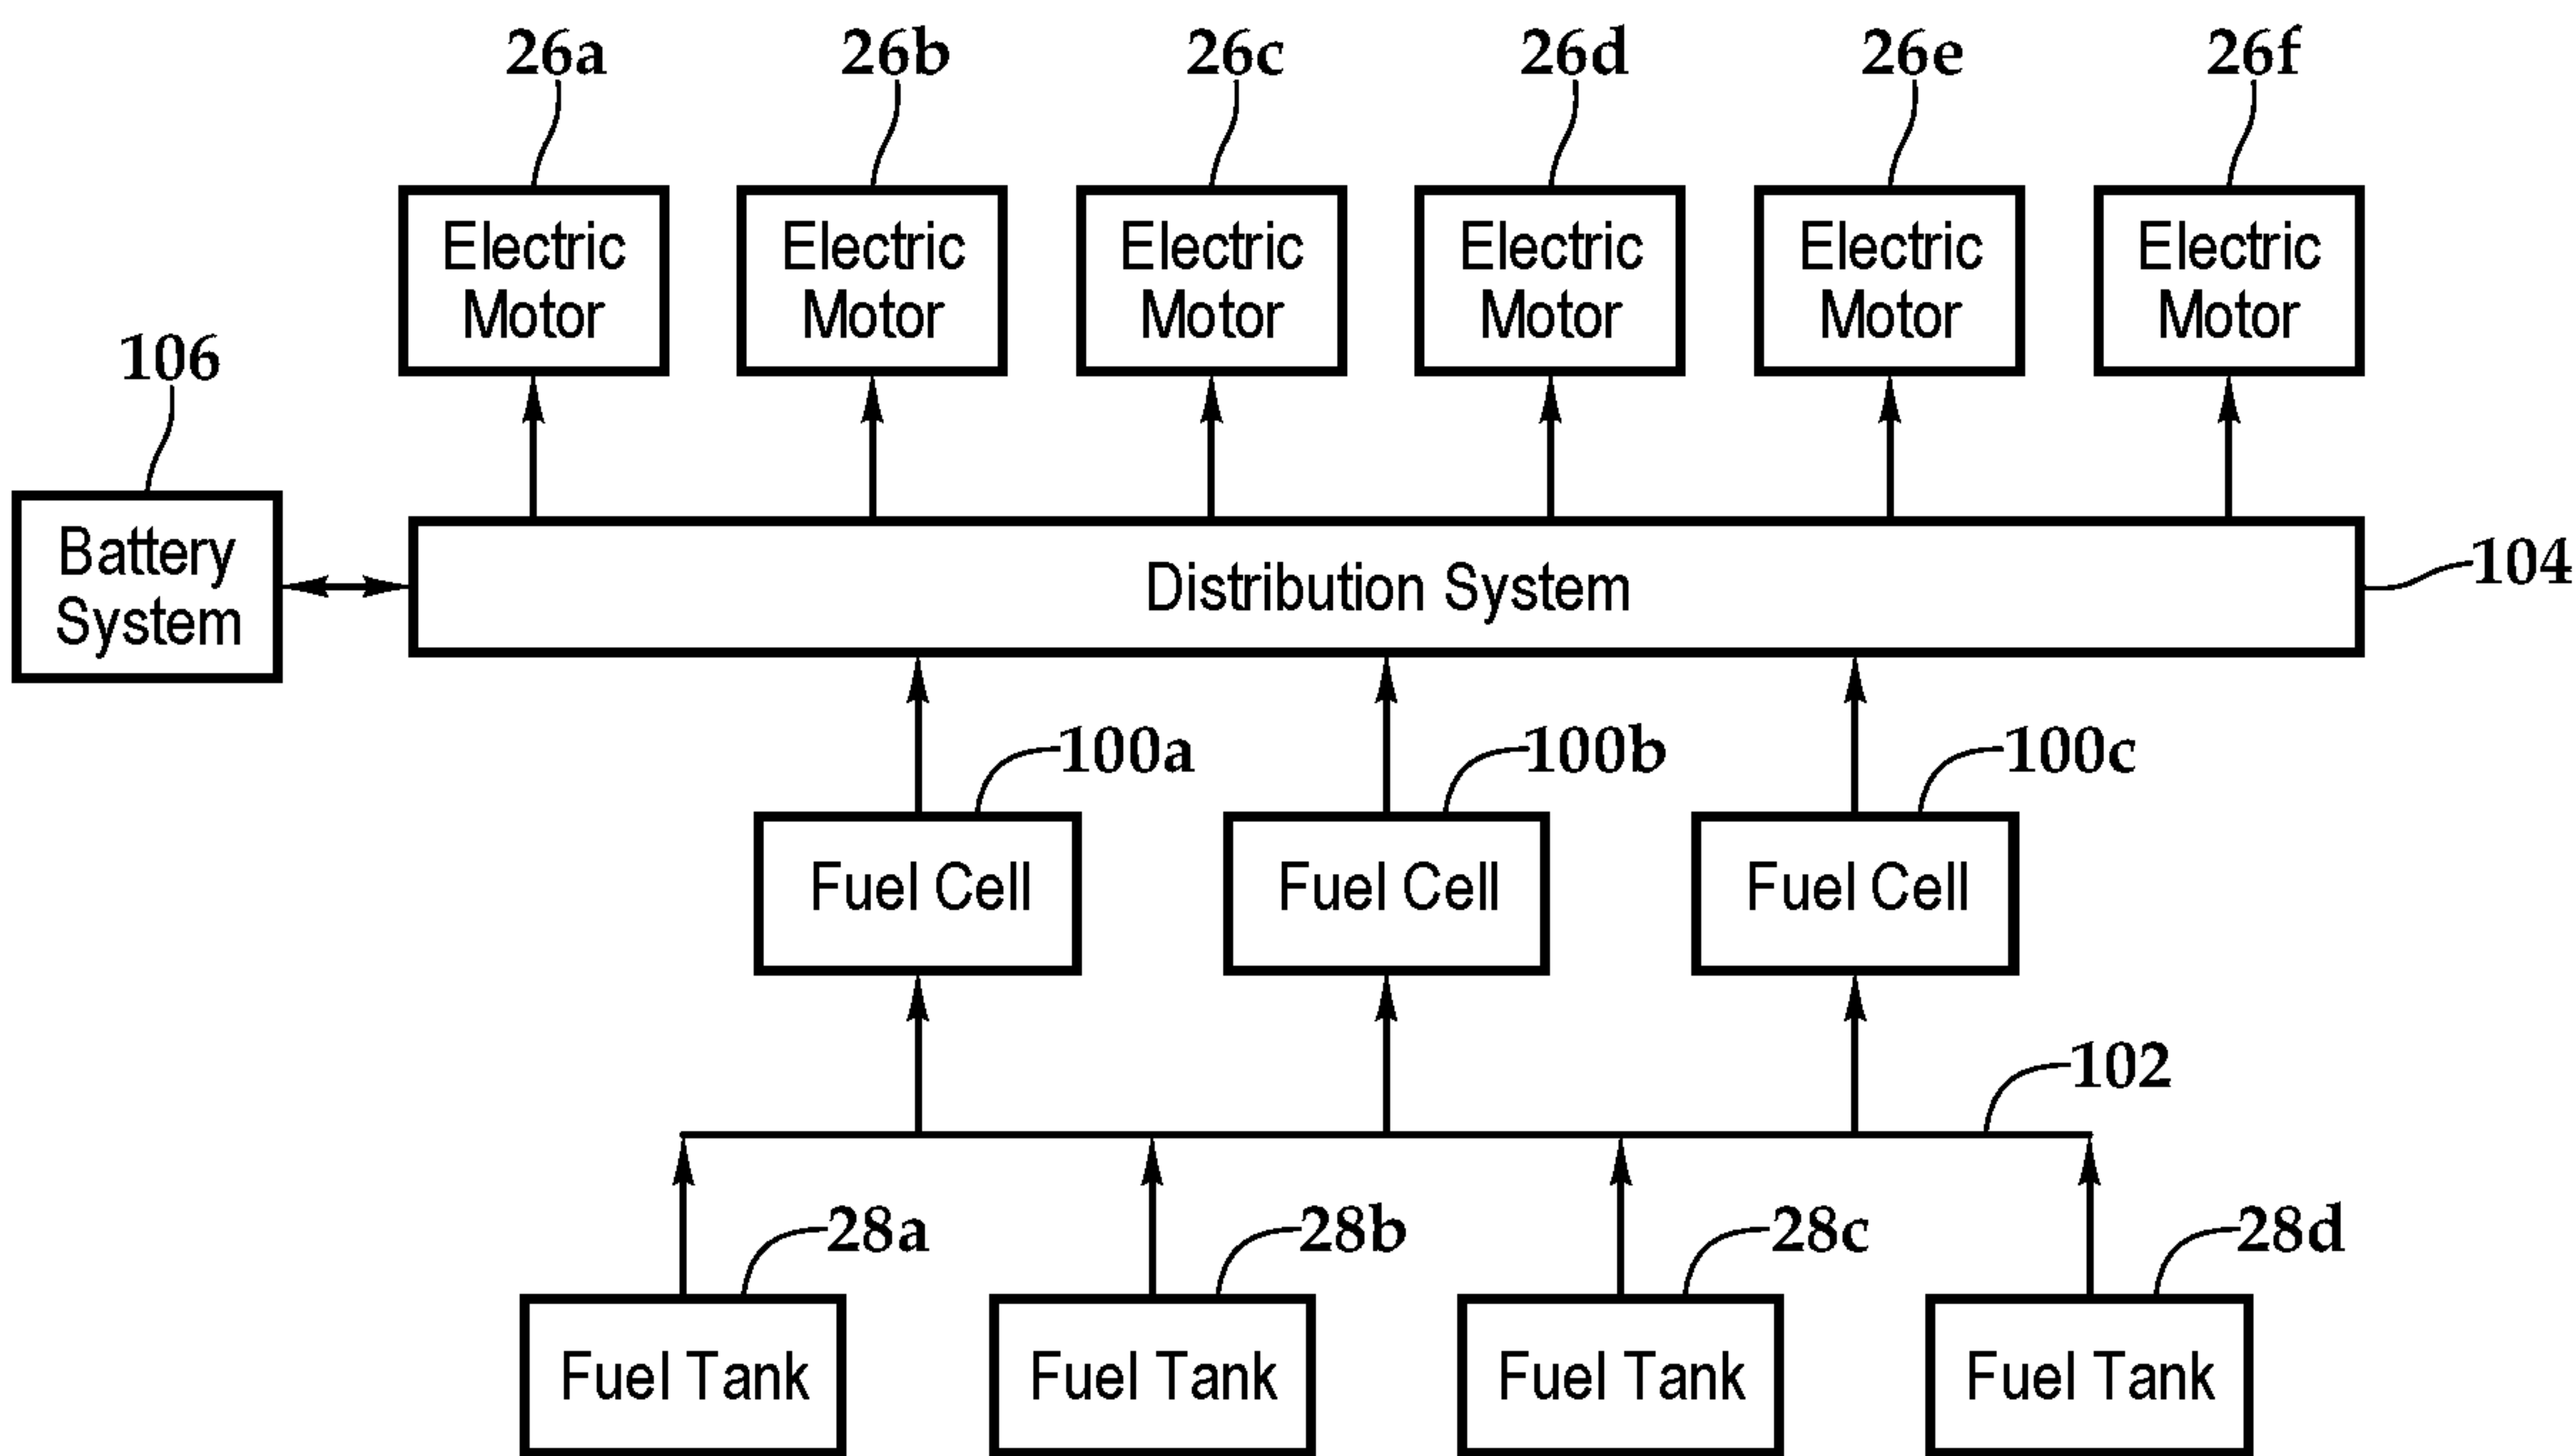 26a 26b 26c 26d 26e 26f
Electric Electric Electric Electric Electric Electric
Motor Motor Motor Motor Motor Motor
106
Battery
System
Distribution System
104
100a 100b 100c
Fuel Cell Fuel Cell Fuel Cell
102
28a 28b 28c 28d
Fuel Tank Fuel Tank Fuel Tank Fuel Tank